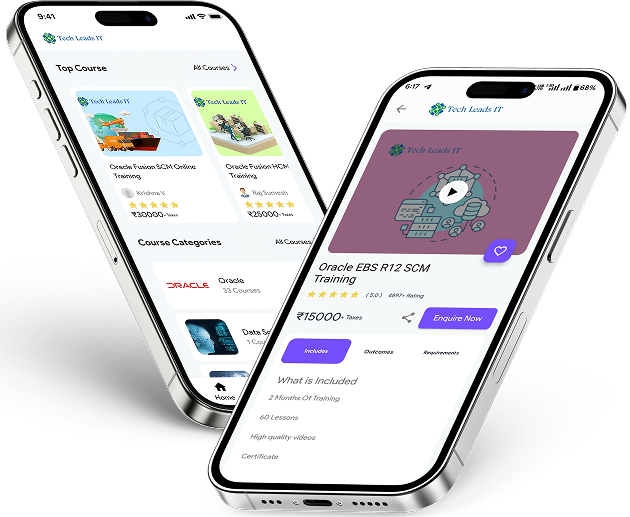 9:41
Tech Leads IT
Top Course
All Courses
Tech Leads IT
Tech Leads IT
Oracle Fusion SCM Online
Training
Oracle Fusion HCM
Training
Krishna V
Raj Sumesh
₹30000+ Taxes
₹25000+ Taxes
Course Categories
All Courses
ORACLE
Oracle
33 Courses
Data Sc
1 Cou
Home
6:17
68%
Tech Leads IT
Tech Leads IT
Oracle EBS R12 SCM
Training
(5.0) 4897+ Rating
₹15000+ Taxes
Enquire Now
Includes
Outcomes
Requirements
What is Included
2 Months Of Training
60 Lessons
High quality videos
Certificate